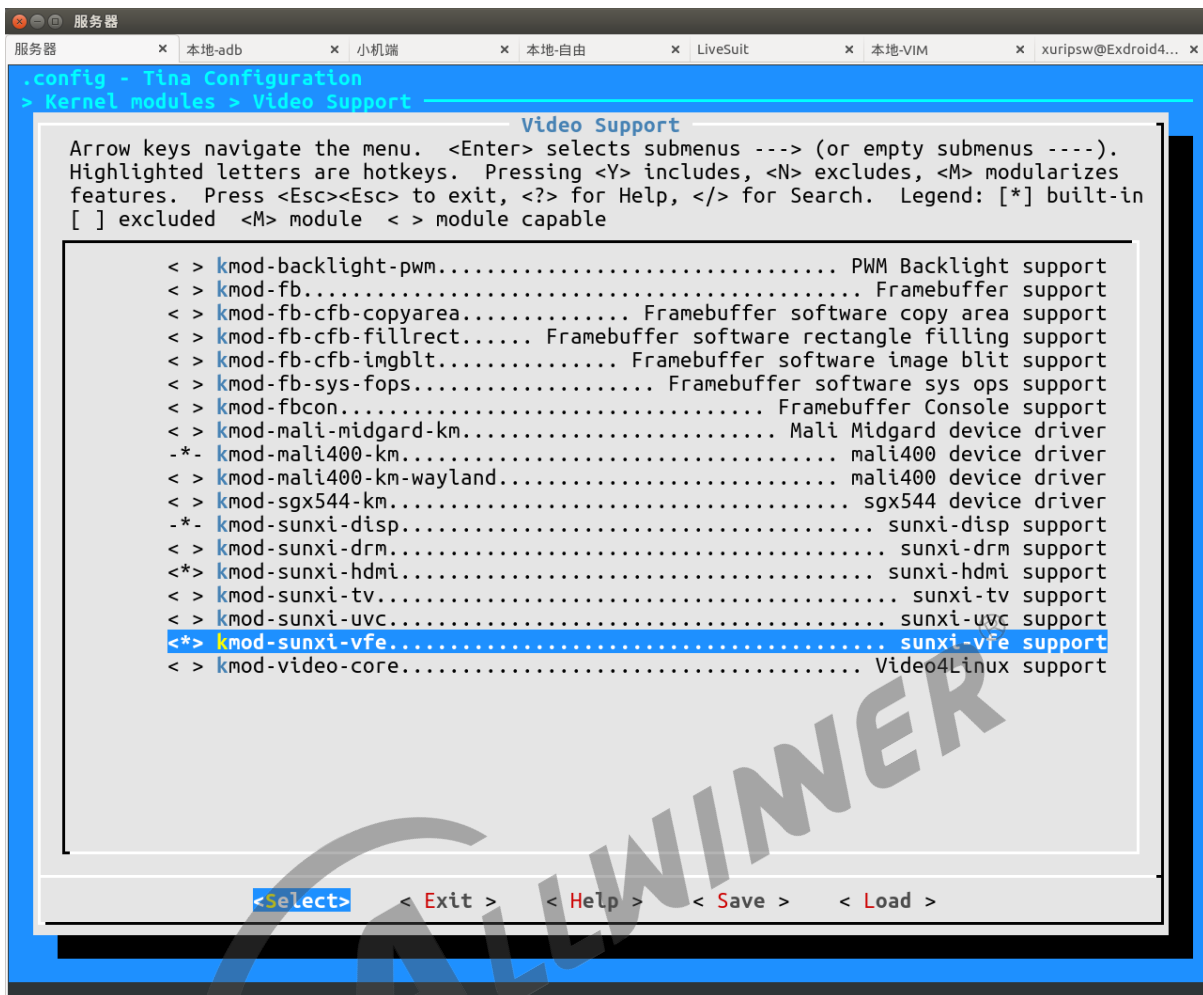 服务器
服务器 × 本地-adb × 小机端 × 本地-自由 × LiveSuit × 本地-VIM × xuripsw@Exdroid4... ×
.config - Tina Configuration
> Kernel modules > Video Support
Video Support
Arrow keys navigate the menu.  <Enter> selects submenus ---> (or empty submenus ----).
Highlighted letters are hotkeys.  Pressing <Y> includes, <N> excludes, <M> modularizes
features.  Press <Esc><Esc> to exit, <?> for Help, </> for Search.  Legend: [*] built-in
[ ] excluded  <M> module  < > module capable
< > kmod-backlight-pwm................................. PWM Backlight support
< > kmod-fb.............................................. Framebuffer support
< > kmod-fb-cfb-copyarea.............. Framebuffer software copy area support
< > kmod-fb-cfb-fillrect...... Framebuffer software rectangle filling support
< > kmod-fb-cfb-imgblt............... Framebuffer software image blit support
< > kmod-fb-sys-fops.................... Framebuffer software sys ops support
< > kmod-fbcon................................... Framebuffer Console support
< > kmod-mali-midgard-km.......................... Mali Midgard device driver
-*- kmod-mali400-km.................................... mali400 device driver
< > kmod-mali400-km-wayland............................ mali400 device driver
< > kmod-sgx544-km...................................... sgx544 device driver
-*- kmod-sunxi-disp....................................... sunxi-disp support
< > kmod-sunxi-drm......................................... sunxi-drm support
<*> kmod-sunxi-hdmi....................................... sunxi-hdmi support
< > kmod-sunxi-tv........................................... sunxi-tv support
< > kmod-sunxi-uvc......................................... sunxi-uvc support
<*> kmod-sunxi-vfe......................................... sunxi-vfe support
< > kmod-video-core...................................... Video4Linux support
<Select>    < Exit >    < Help >    < Save >    < Load >
ALLWINNER®